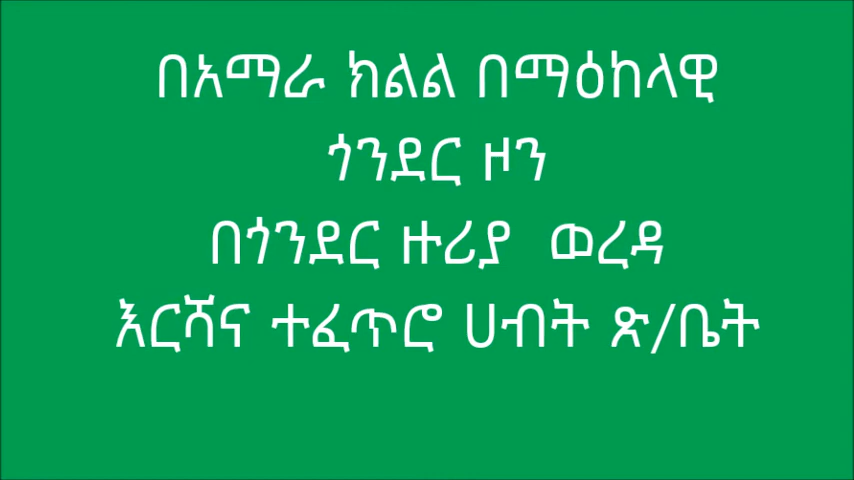 በአማራ ክልል በማዕከላዊ
ጎንደር ዞን
በጎንደር ዙሪያ ወረዳ
እርሻና ተፈጥሮ ሀብት ጽ/ቤት